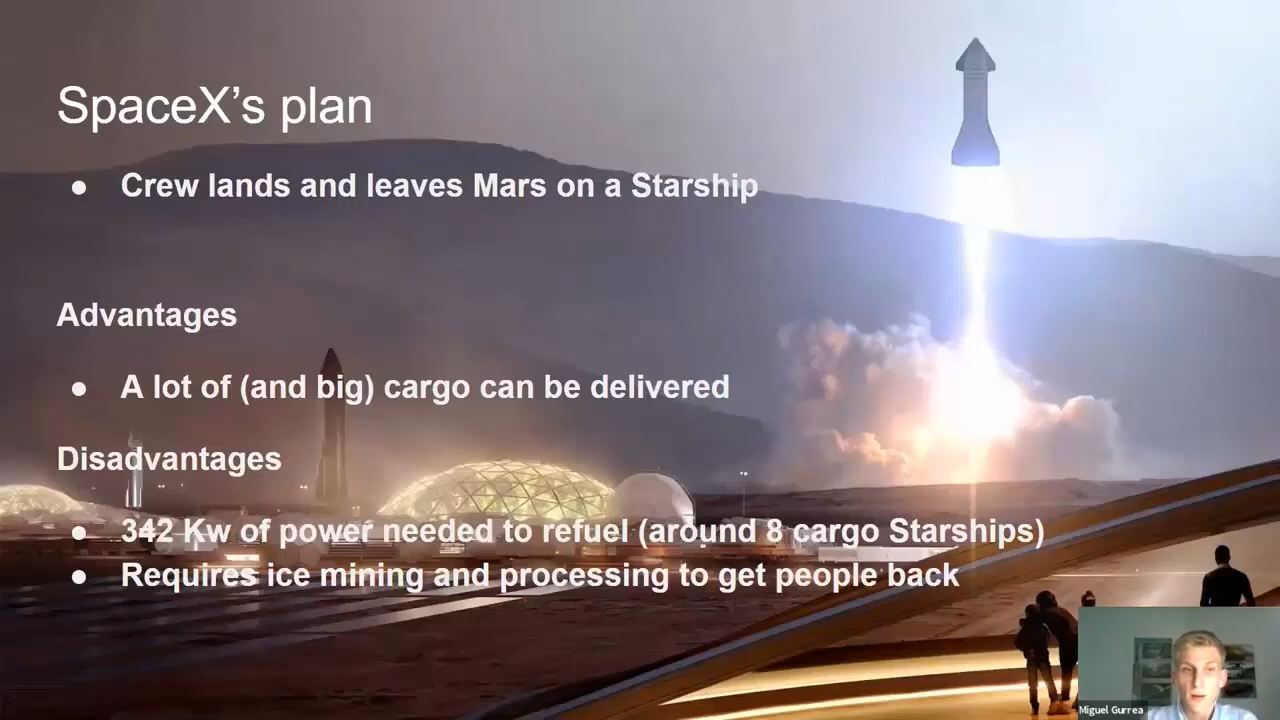 SpaceX’s plan
● Crew lands and leaves Mars on a Starship
Advantages
● A lot of (and big) cargo can be delivered
Disadvantages
● 342 Kw of power needed to refuel (around 8 cargo Starships)
● Requires ice mining and processing to get people back
Miguel Gurrea